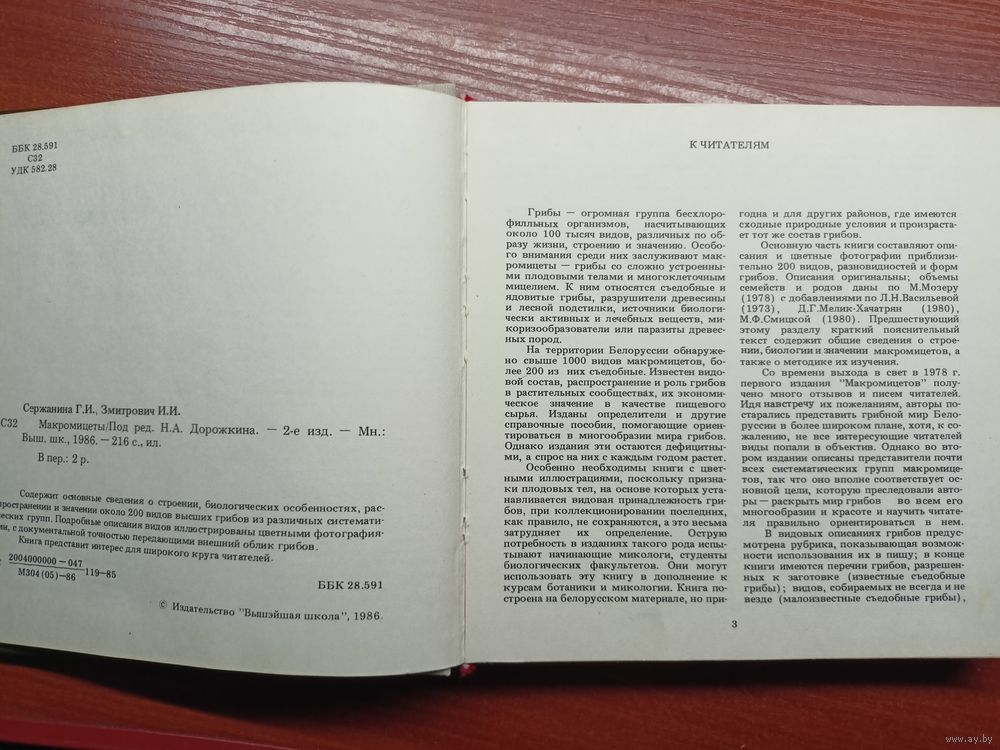 ББК 28.591
С32
УДК 582.28
Сержанина Г.И., Змитрович И.И.
С32 Макромицеты/Под ред. Н.А. Дорожкина. — 2-е изд. — Мн.:
Выш. шк., 1986. — 216 с., ил.
В пер.: 2 р.
Содержит основные сведения о строении, биологических особенностях, рас-
пространении и значении около 200 видов высших грибов из различных системати-
ческих групп. Подробные описания видов иллюстрированы цветными фотография-
ми, с документальной точностью передающими внешний облик грибов.
Книга представит интерес для широкого круга читателей.
2004000000 — 047
М304 (05) — 86 119—85
ББК 28.591
© Издательство "Вышэйшая школа", 1986.
К ЧИТАТЕЛЯМ
Грибы — огромная группа бесхлоро-
филльных организмов, насчитывающих
около 100 тысяч видов, различных по об-
разу жизни, строению и значению. Особо-
го внимания среди них заслуживают мак-
ромицеты — грибы со сложно устроенны-
ми плодовыми телами и многоклеточным
мицелием. К ним относятся съедобные и
ядовитые грибы, разрушители древесины
и лесной подстилки, источники биологи-
чески активных и лечебных веществ, ми-
коризообразователи или паразиты древес-
ных пород.
На территории Белоруссии обнаруже-
но свыше 1000 видов макромицетов, бо-
лее 200 из них съедобные. Известен ви-
довой состав, распространение и роль грибов
в растительных сообществах, их эконо-
мическое значение в качестве пищевого
сырья. Изданы определители и другие
справочные пособия, помогающие ориен-
тироваться в многообразии мира грибов.
Однако издания эти остаются дефицитны-
ми, а спрос на них с каждым годом растет.
Особенно необходимы книги с цвет-
ными иллюстрациями, поскольку призна-
ки плодовых тел, на основе которых уста-
навливается видовая принадлежность гри-
бов, при коллекционировании последних,
как правило, не сохраняются, а это весьма
затрудняет их определение. Острую
потребность в изданиях такого рода испы-
тывают начинающие микологи, студенты
биологических факультетов. Они могут
использовать эту книгу в дополнение к
курсам ботаники и микологии. Книга по-
строена на белорусском материале, но при-
годна и для других районов, где имеются
сходные природные условия и произраста-
ет тот же состав грибов.
Основную часть книги составляют опи-
сания и цветные фотографии приблизи-
тельно 200 видов, разновидностей и форм
грибов. Описания оригинальны; объемы
семейств и родов даны по М.Мозеру
(1978) с добавлениями по Л.Н.Васильевой
(1973), Д.Г.Мелик-Хачатрян (1980),
М.Ф.Смицкой (1980). Предшествующий
этому разделу краткий пояснительный
текст содержит общие сведения о строе-
нии, биологии и значении макромицетов, а
также о методике их изучения.
Со времени выхода в свет в 1978 г.
первого издания "Макромицетов" полу-
чено много отзывов и писем читателей.
Идя навстречу их пожеланиям, авторы по-
старались представить грибной мир Бело-
руссии в более широком плане, хотя, к со-
жалению, не все интересующие читателей
виды попали в объектив. Однако во вто-
ром издании описаны представители почти
всех систематических групп макромице-
тов, так что оно вполне соответствует ос-
новной цели, которую преследовали авто-
ры — раскрыть мир грибов во всем его
многообразии и красоте и научить читате-
ля правильно ориентироваться в нем.
В видовых описаниях грибов предус-
мотрена рубрика, показывающая возмож-
ности использования их в пищу; в конце
книги имеются перечни грибов, разрешен-
ных к заготовке (известные съедобные
грибы); видов, собираемых не всегда и не
везде (малоизвестные съедобные грибы),
3
www.ay.by